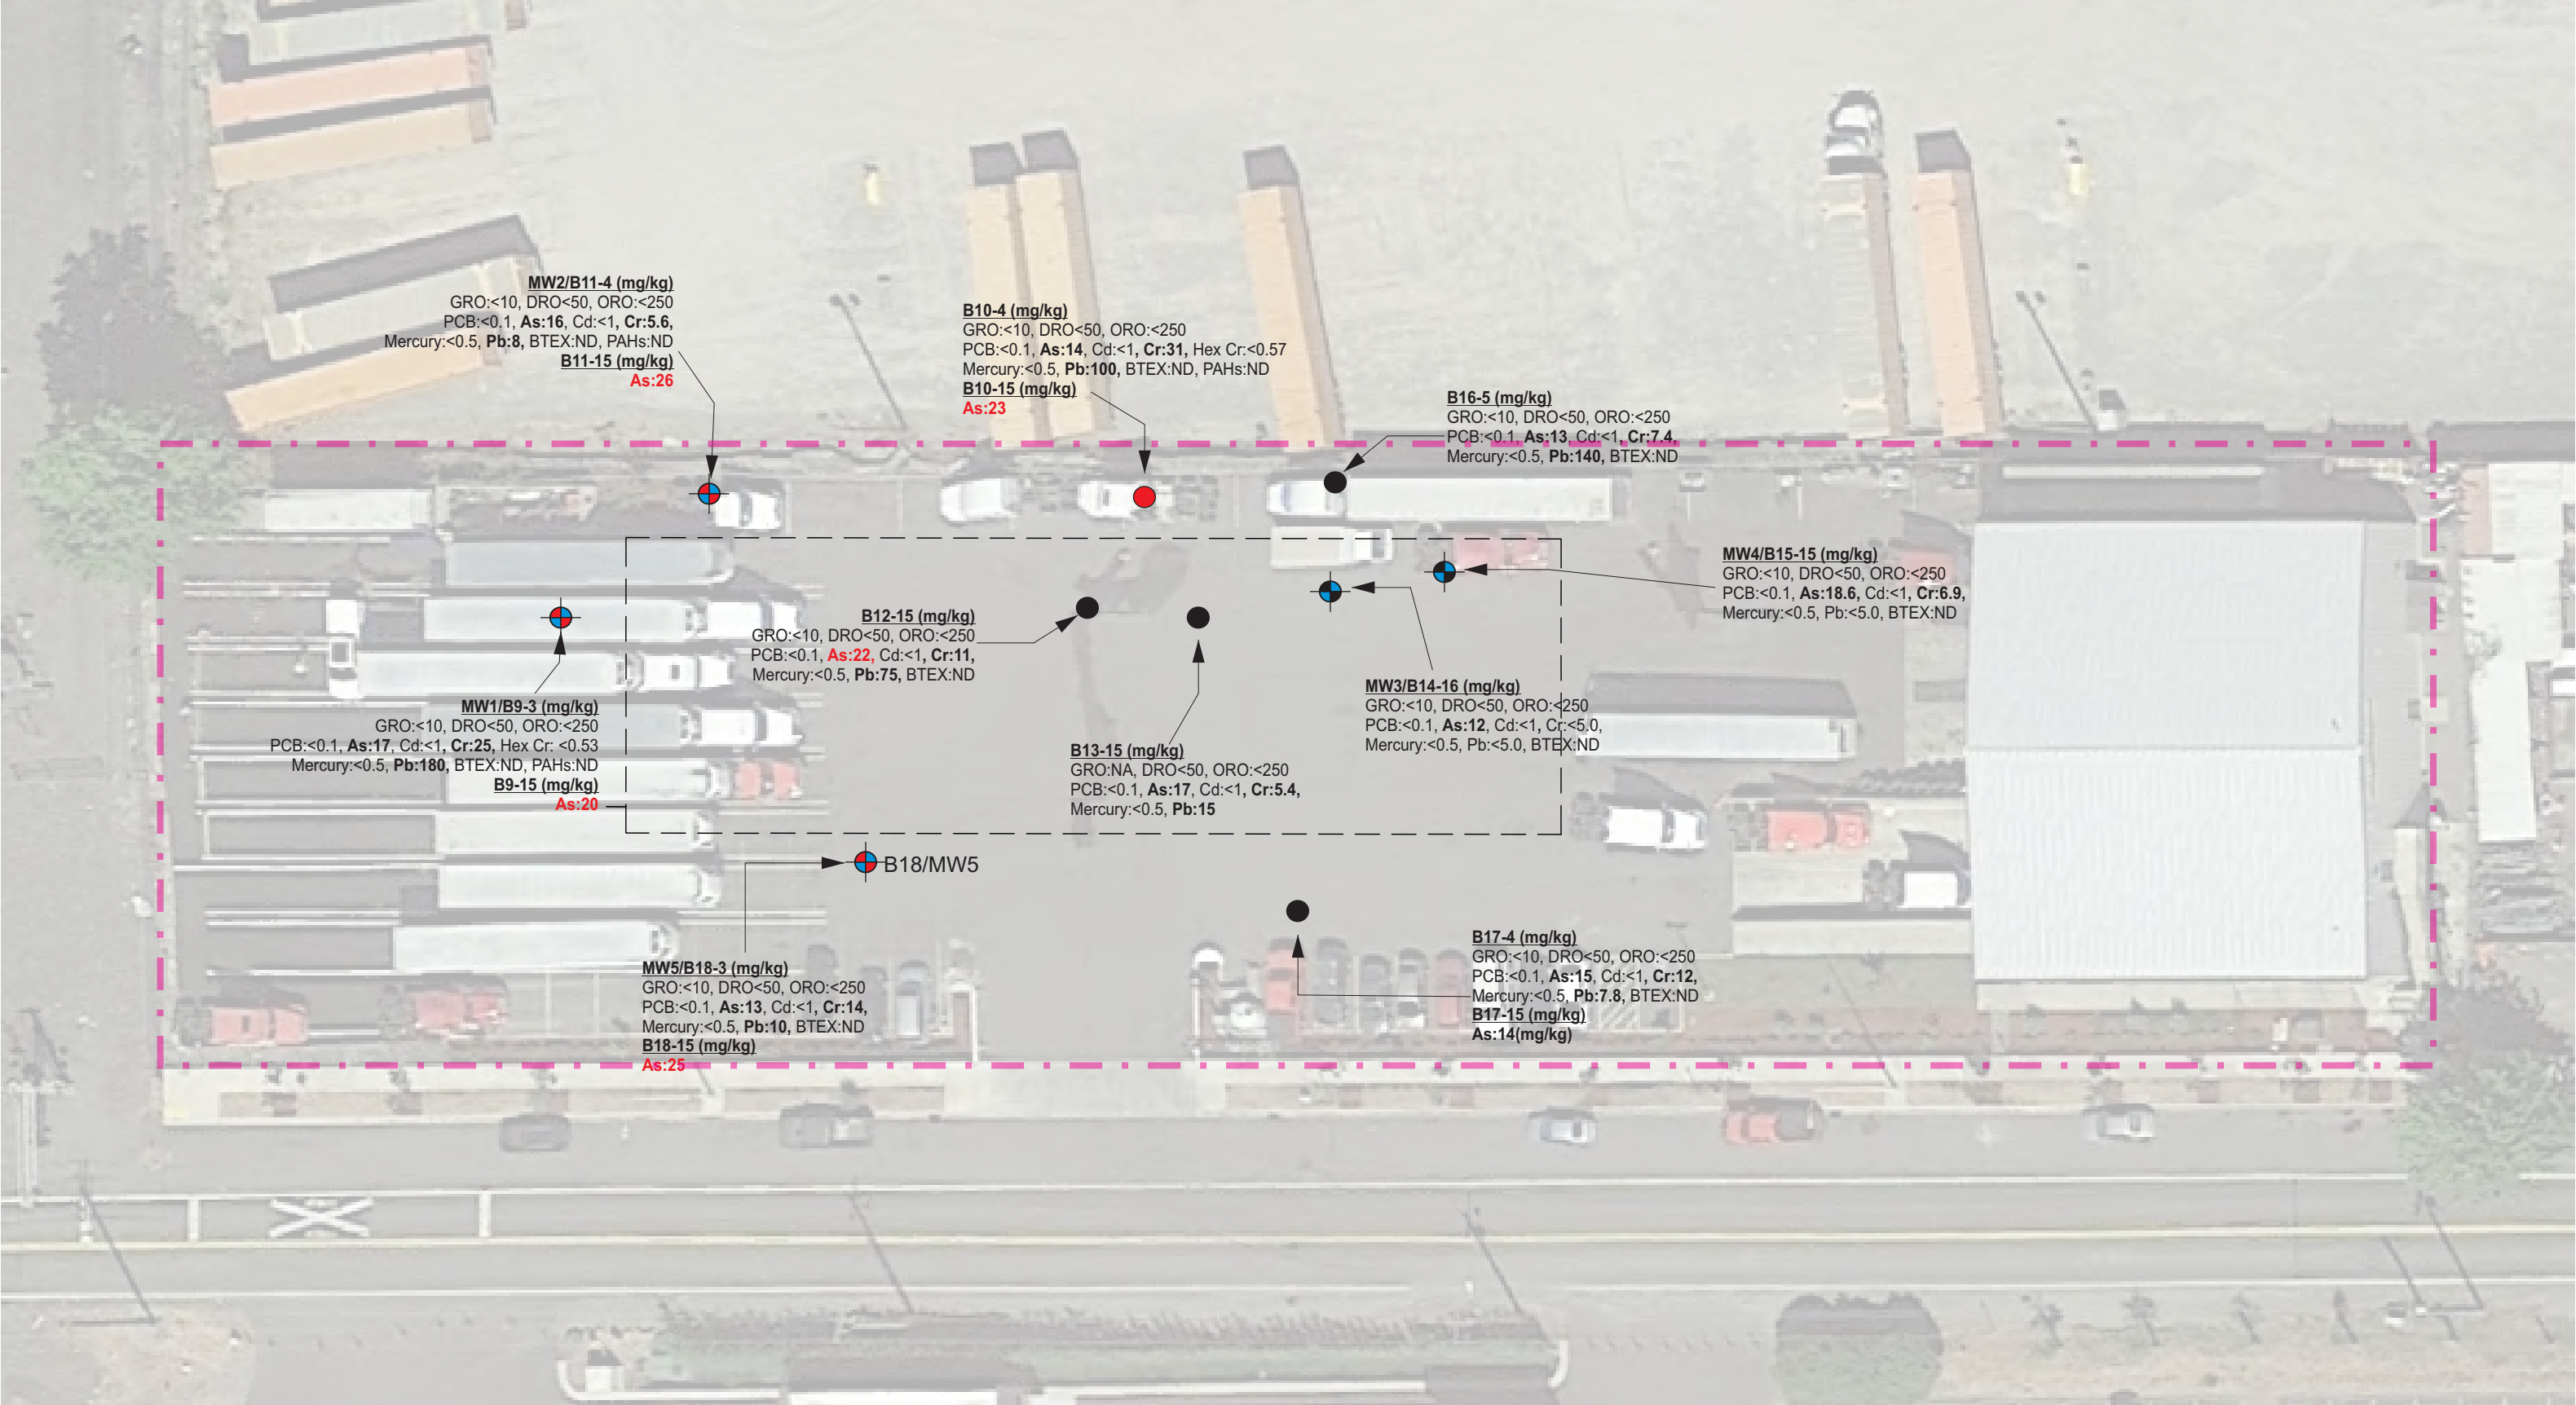 MW2/B11-4 (mg/kg)
GRO:<10, DRO<50, ORO:<250
PCB:<0.1, As:16, Cd:<1, Cr:5.6,
Mercury:<0.5, Pb:8, BTEX:ND, PAHs:ND
B11-15 (mg/kg)
As:26
B10-4 (mg/kg)
GRO:<10, DRO<50, ORO:<250
PCB:<0.1, As:14, Cd:<1, Cr:31, Hex Cr:<0.57
Mercury:<0.5, Pb:100, BTEX:ND, PAHs:ND
B10-15 (mg/kg)
As:23
B16-5 (mg/kg)
GRO:<10, DRO<50, ORO:<250
PCB:<0.1, As:13, Cd:<1, Cr:7.4,
Mercury:<0.5, Pb:140, BTEX:ND
MW4/B15-15 (mg/kg)
GRO:<10, DRO<50, ORO:<250
PCB:<0.1, As:18.6, Cd:<1, Cr:6.9,
Mercury:<0.5, Pb:<5.0, BTEX:ND
B12-15 (mg/kg)
GRO:<10, DRO<50, ORO:<250
PCB:<0.1, As:22, Cd:<1, Cr:11,
Mercury:<0.5, Pb:75, BTEX:ND
MW3/B14-16 (mg/kg)
GRO:<10, DRO<50, ORO:<250
PCB:<0.1, As:12, Cd:<1, Cr:<5.0,
Mercury:<0.5, Pb:<5.0, BTEX:ND
MW1/B9-3 (mg/kg)
GRO:<10, DRO<50, ORO:<250
PCB:<0.1, As:17, Cd:<1, Cr:25, Hex Cr: <0.53
Mercury:<0.5, Pb:180, BTEX:ND, PAHs:ND
B9-15 (mg/kg)
As:20
B13-15 (mg/kg)
GRO:NA, DRO<50, ORO:<250
PCB:<0.1, As:17, Cd:<1, Cr:5.4,
Mercury:<0.5, Pb:15
B18/MW5
MW5/B18-3 (mg/kg)
GRO:<10, DRO<50, ORO:<250
PCB:<0.1, As:13, Cd:<1, Cr:14,
Mercury:<0.5, Pb:10, BTEX:ND
B18-15 (mg/kg)
As:25
B17-4 (mg/kg)
GRO:<10, DRO<50, ORO:<250
PCB:<0.1, As:15, Cd:<1, Cr:12,
Mercury:<0.5, Pb:7.8, BTEX:ND
B17-15 (mg/kg)
As:14(mg/kg)